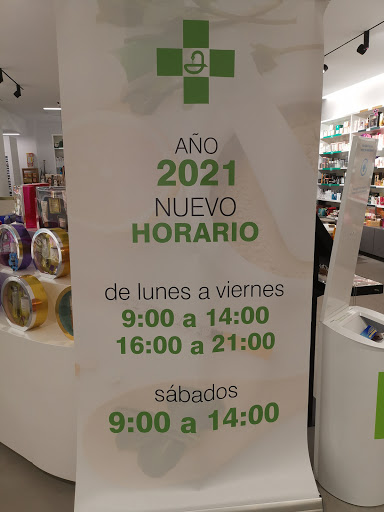 AÑO
2021
NUEVO
HORARIO
de lunes a viernes
9:00 a 14:00
16:00 a 21:00
sábados
9:00 a 14:00